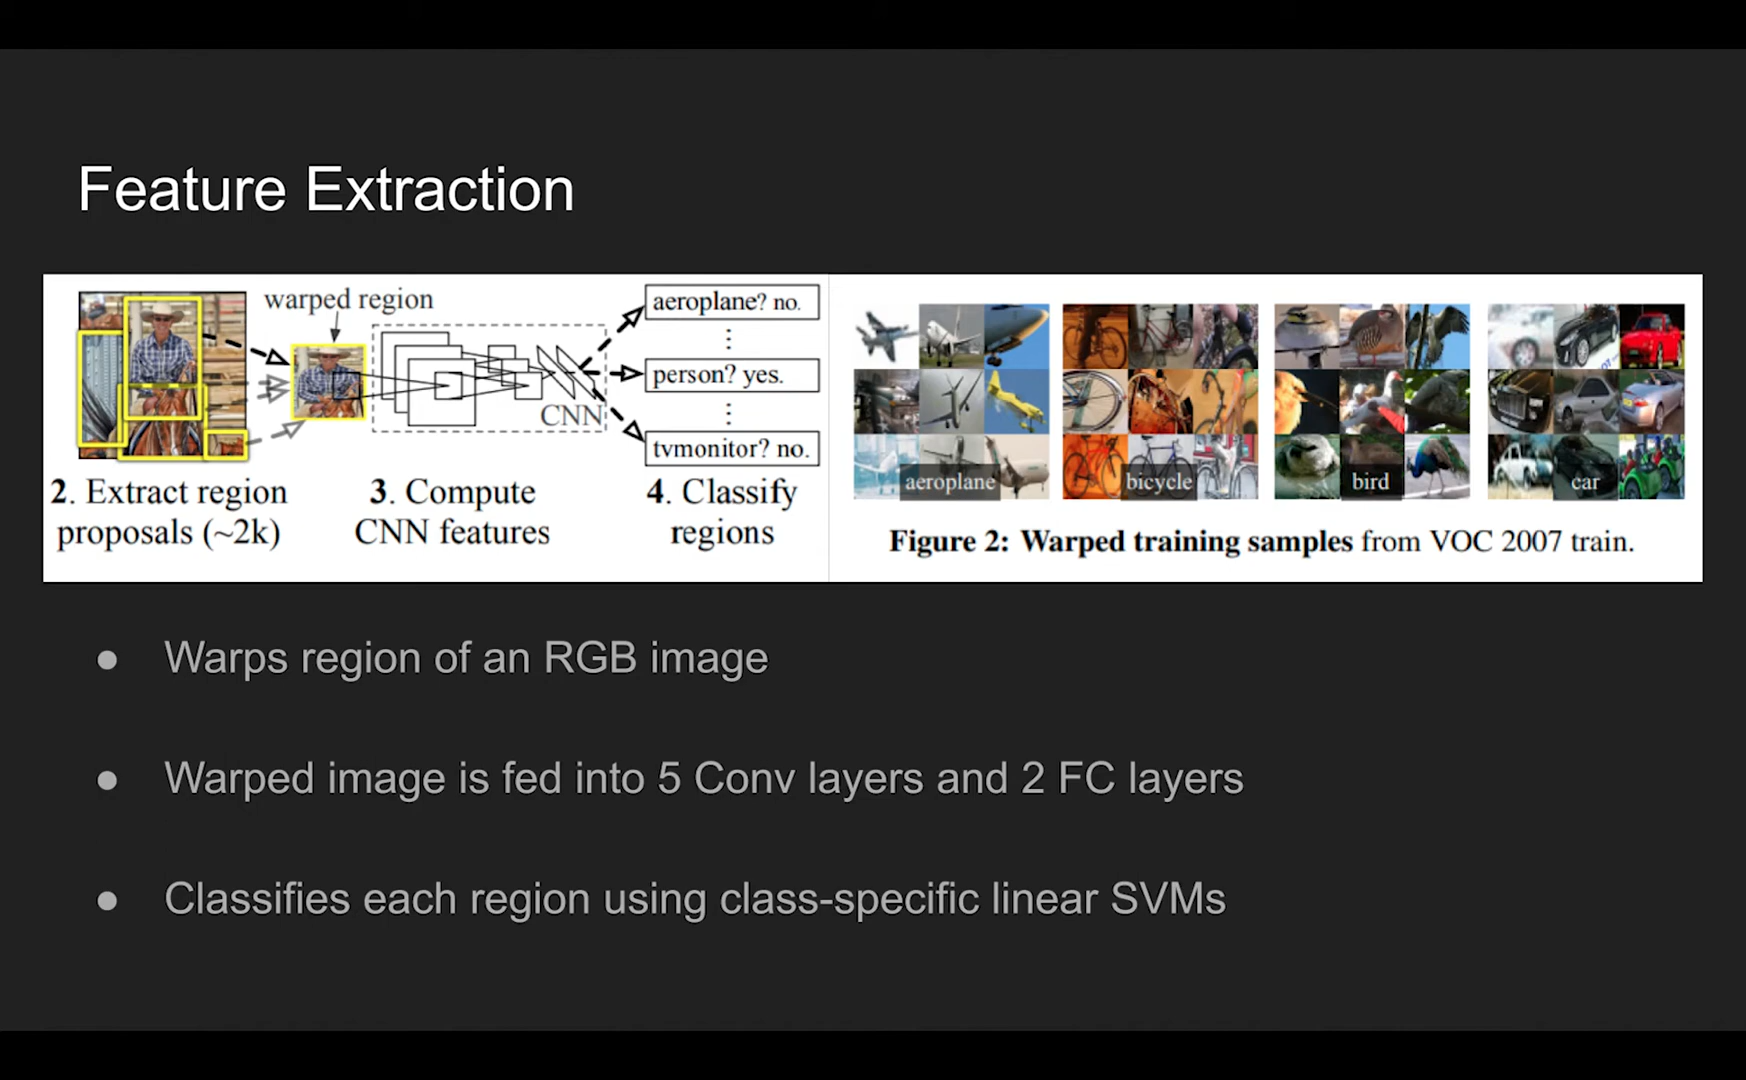 Feature Extraction
warped region
aeroplane? no.
person? yes.
CNN
tvmonitor? no.
2. Extract region
proposals (~2k)
3. Compute
CNN features
4. Classify
regions
aeroplane
bicycle
bird
car
Figure 2: Warped training samples from VOC 2007 train.
● Warps region of an RGB image
● Warped image is fed into 5 Conv layers and 2 FC layers
● Classifies each region using class-specific linear SVMs